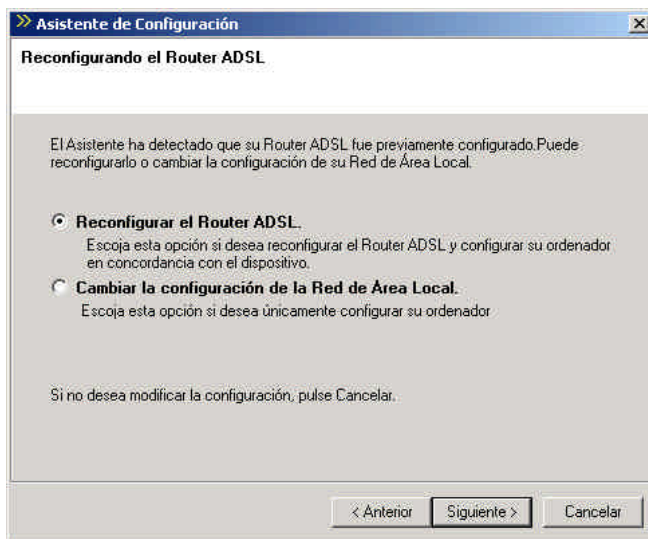 Asistente de Configuración
Reconfigurando el Router ADSL
El Asistente ha detectado que su Router ADSL fue previamente configurado.Puede
reconfigurarlo o cambiar la configuración de su Red de Área Local.
Reconfigurar el Router ADSL.
Escoja esta opción si desea reconfigurar el Router ADSL y configurar su ordenador
en concordancia con el dispositivo.
Cambiar la configuración de la Red de Área Local.
Escoja esta opción si desea únicamente configurar su ordenador
Si no desea modificar la configuración, pulse Cancelar.
< Anterior Siguiente > Cancelar